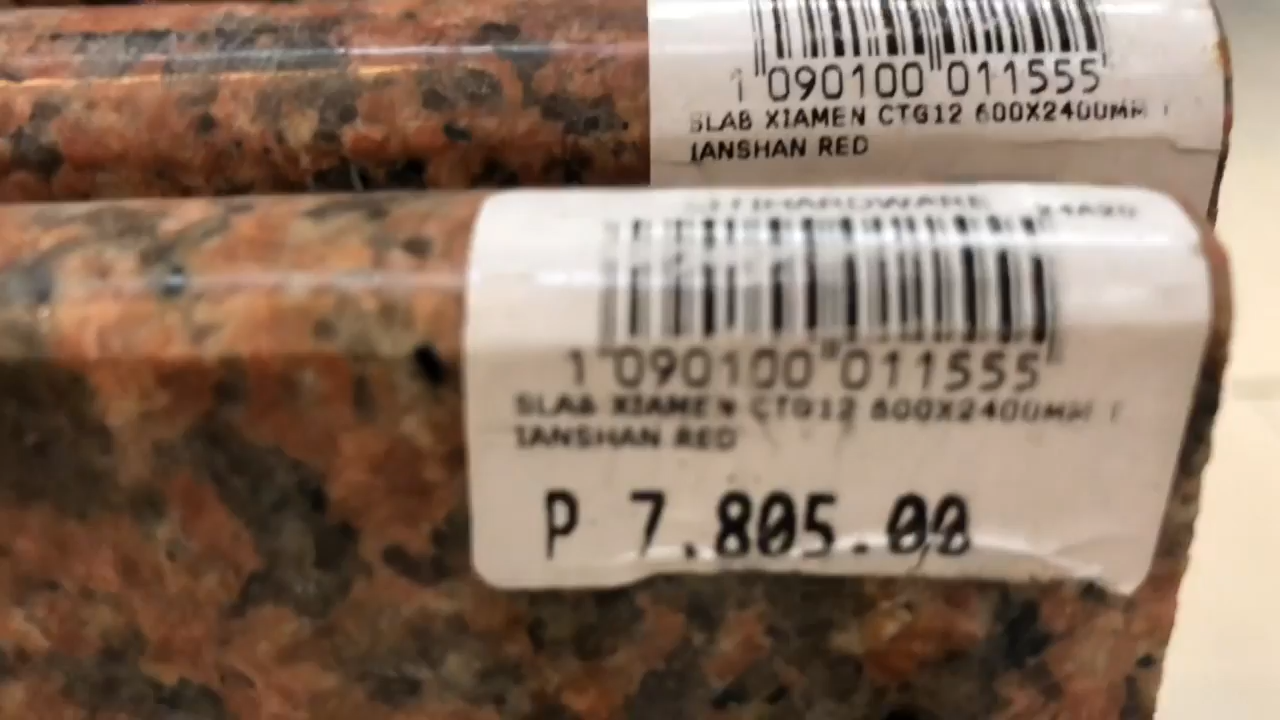 1 090100 011555
SLAB XIAMEN CTG12 600X2400MM T
IANSHAN RED
1 090100 011555
SLAB XIAMEN CTG12 600X2400MM T
IANSHAN RED
P 7,805.00